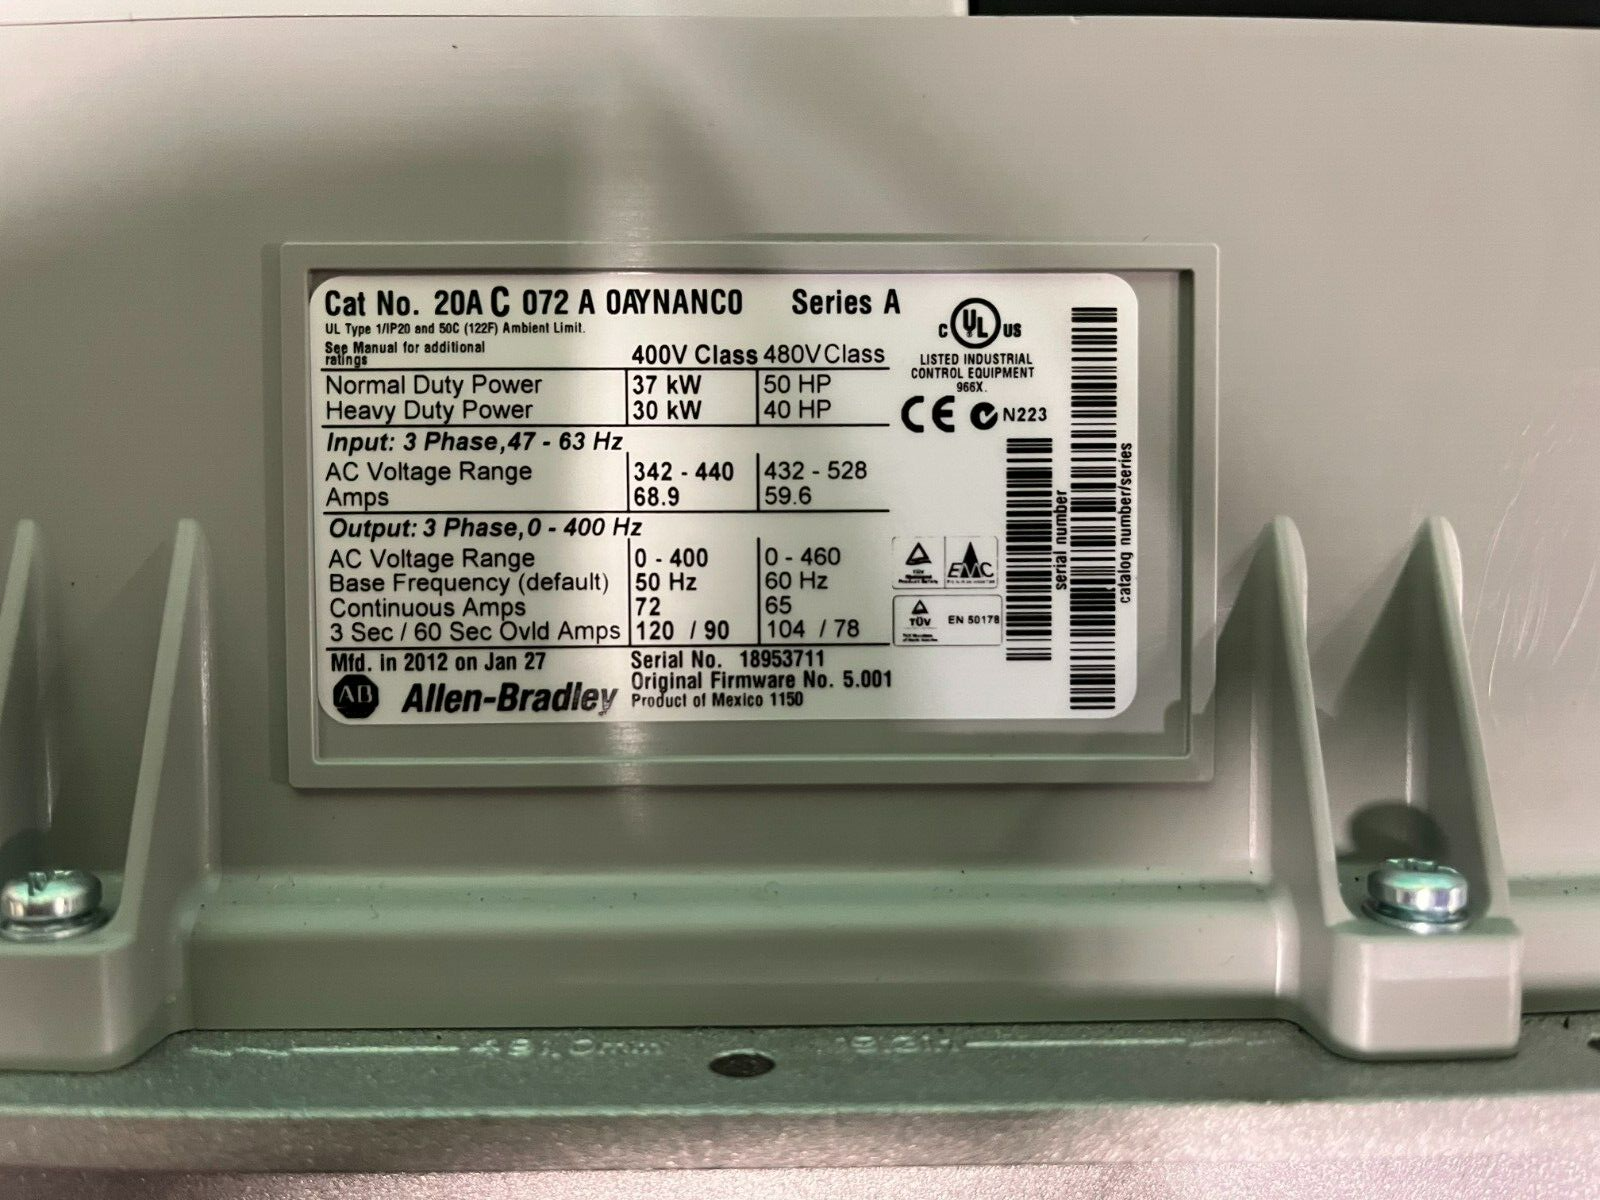 Cat No. 20A C 072 A 0AYNANC0 Series A
UL Type 1/IP20 and 50C (122F) Ambient Limit.
See Manual for additional
ratings
400V Class 480V Class
Normal Duty Power 37 kW 50 HP
Heavy Duty Power 30 kW 40 HP
Input: 3 Phase, 47 - 63 Hz
AC Voltage Range 342 - 440 432 - 528
Amps 68.9 59.6
Output: 3 Phase, 0 - 400 Hz
AC Voltage Range 0 - 400 0 - 460
Base Frequency (default) 50 Hz 60 Hz
Continuous Amps 72 65
3 Sec / 60 Sec Ovld Amps 120 / 90 104 / 78
Mfd. in 2012 on Jan 27
Serial No. 18953711
Original Firmware No. 5.001
Product of Mexico 1150
AB Allen-Bradley
C UL US
LISTED INDUSTRIAL
CONTROL EQUIPMENT
966X.
CE N223
EMC
TÜV
EN 50178
serial number
catalog number/series